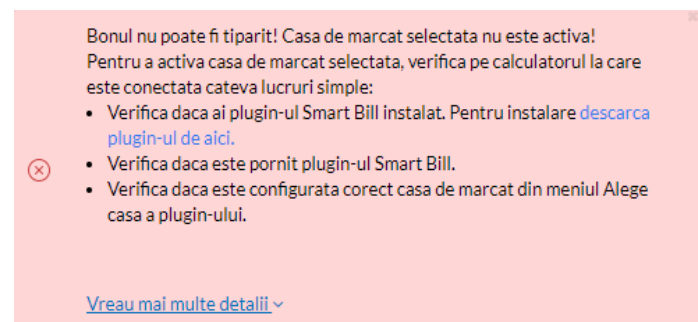 Bonul nu poate fi tiparit! Casa de marcat selectata nu este activa!
Pentru a activa casa de marcat selectata, verifica pe calculatorul la care
este conectata cateva lucruri simple:
• Verifica daca ai plugin-ul Smart Bill instalat. Pentru instalare descarca
plugin-ul de aici.
• Verifica daca este pornit plugin-ul Smart Bill.
• Verifica daca este configurata corect casa de marcat din meniul Alege
casa a plugin-ului.
Vreau mai multe detalii